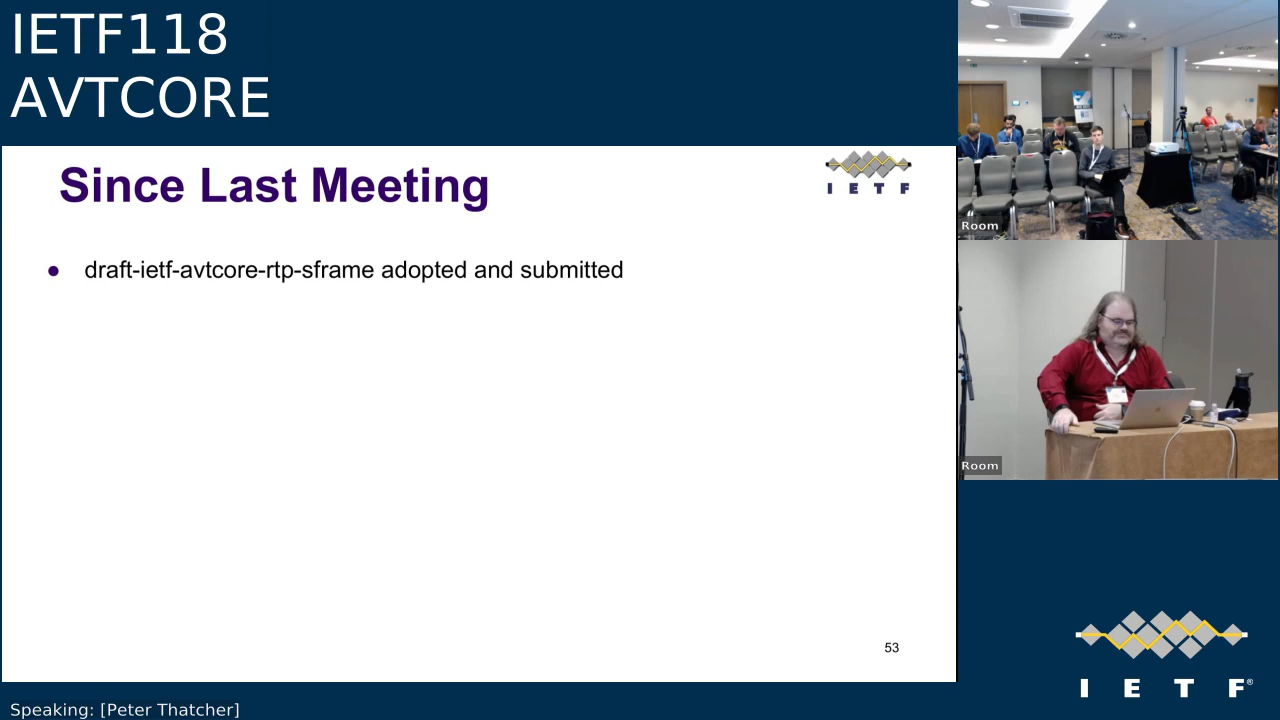 IETF118
AVTCORE
Since Last Meeting
I E T F
● draft-ietf-avtcore-rtp-sframe adopted and submitted
53
Room
Room
I E T F®
Speaking: [Peter Thatcher]